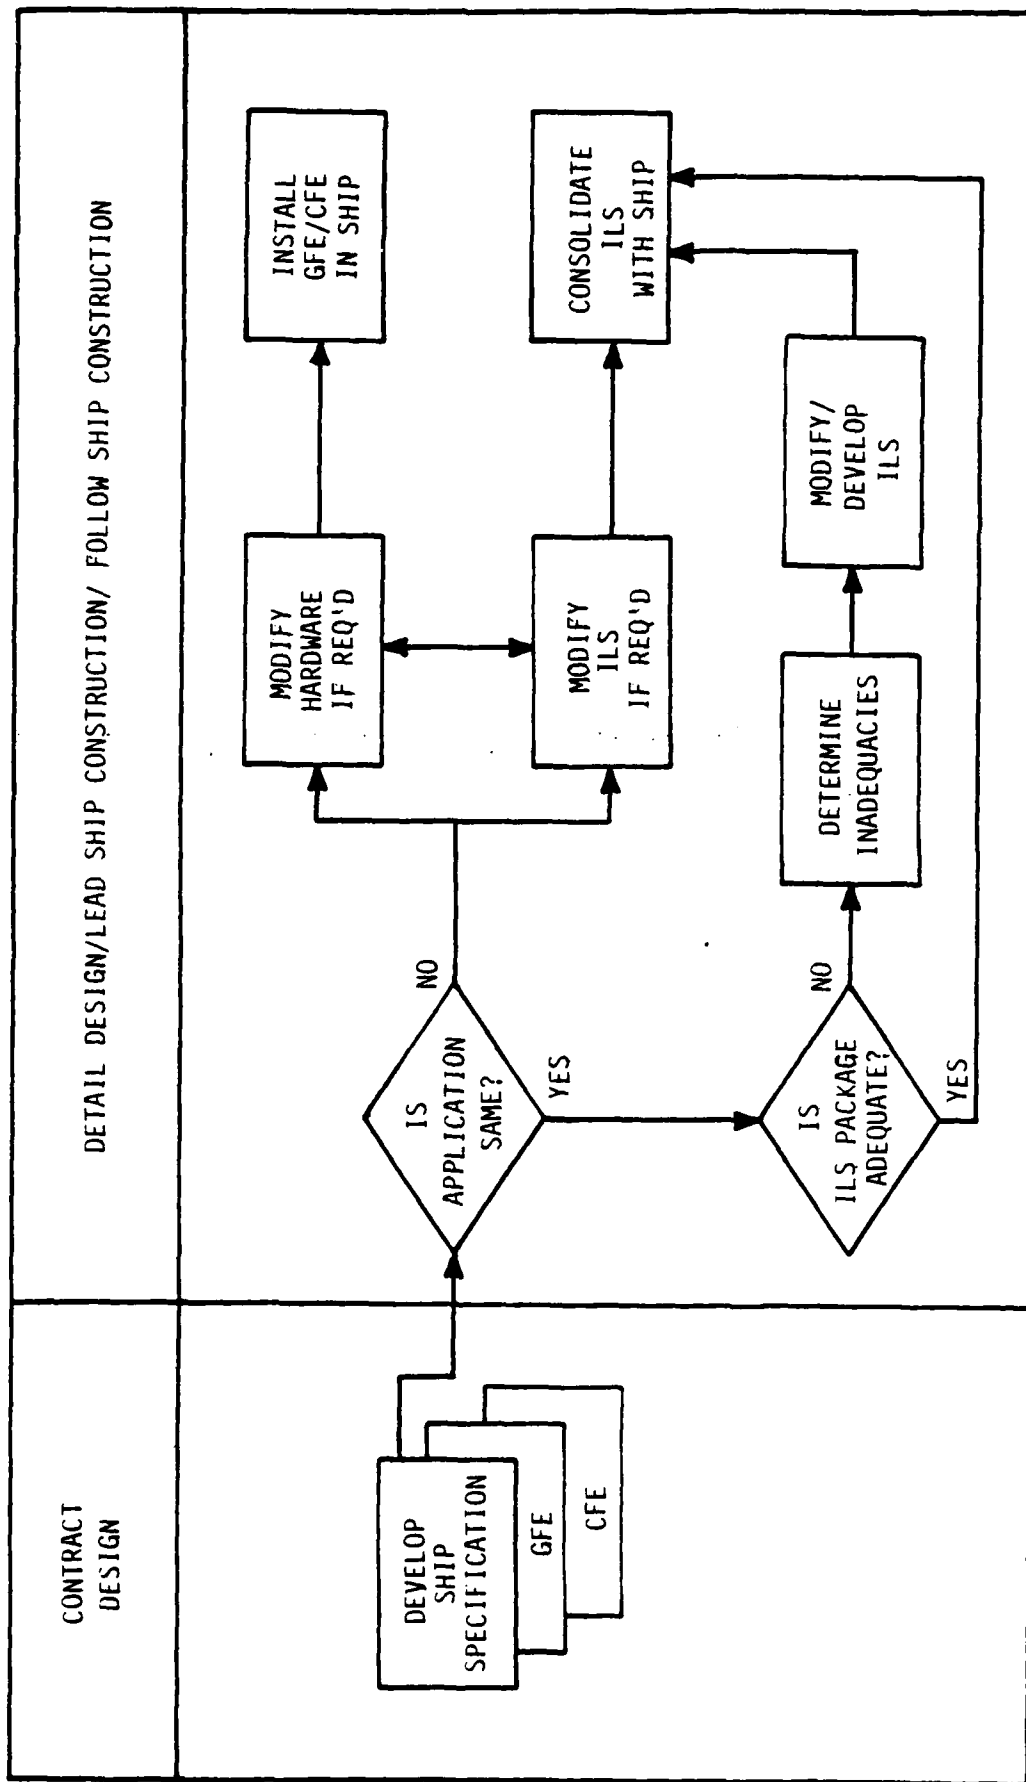 CONTRACT
DESIGN
DETAIL DESIGN/LEAD SHIP CONSTRUCTION/ FOLLOW SHIP CONSTRUCTION
DEVELOP
SHIP
SPECIFICATION
GFE
CFE
IS
APPLICATION
SAME?
NO
YES
MODIFY
HARDWARE
IF REQ'D
INSTALL
GFE/CFE
IN SHIP
MODIFY
ILS
IF REQ'D
CONSOLIDATE
ILS
WITH SHIP
IS
ILS PACKAGE
ADEQUATE?
NO
YES
DETERMINE
INADEQUACIES
MODIFY/
DEVELOP
ILS